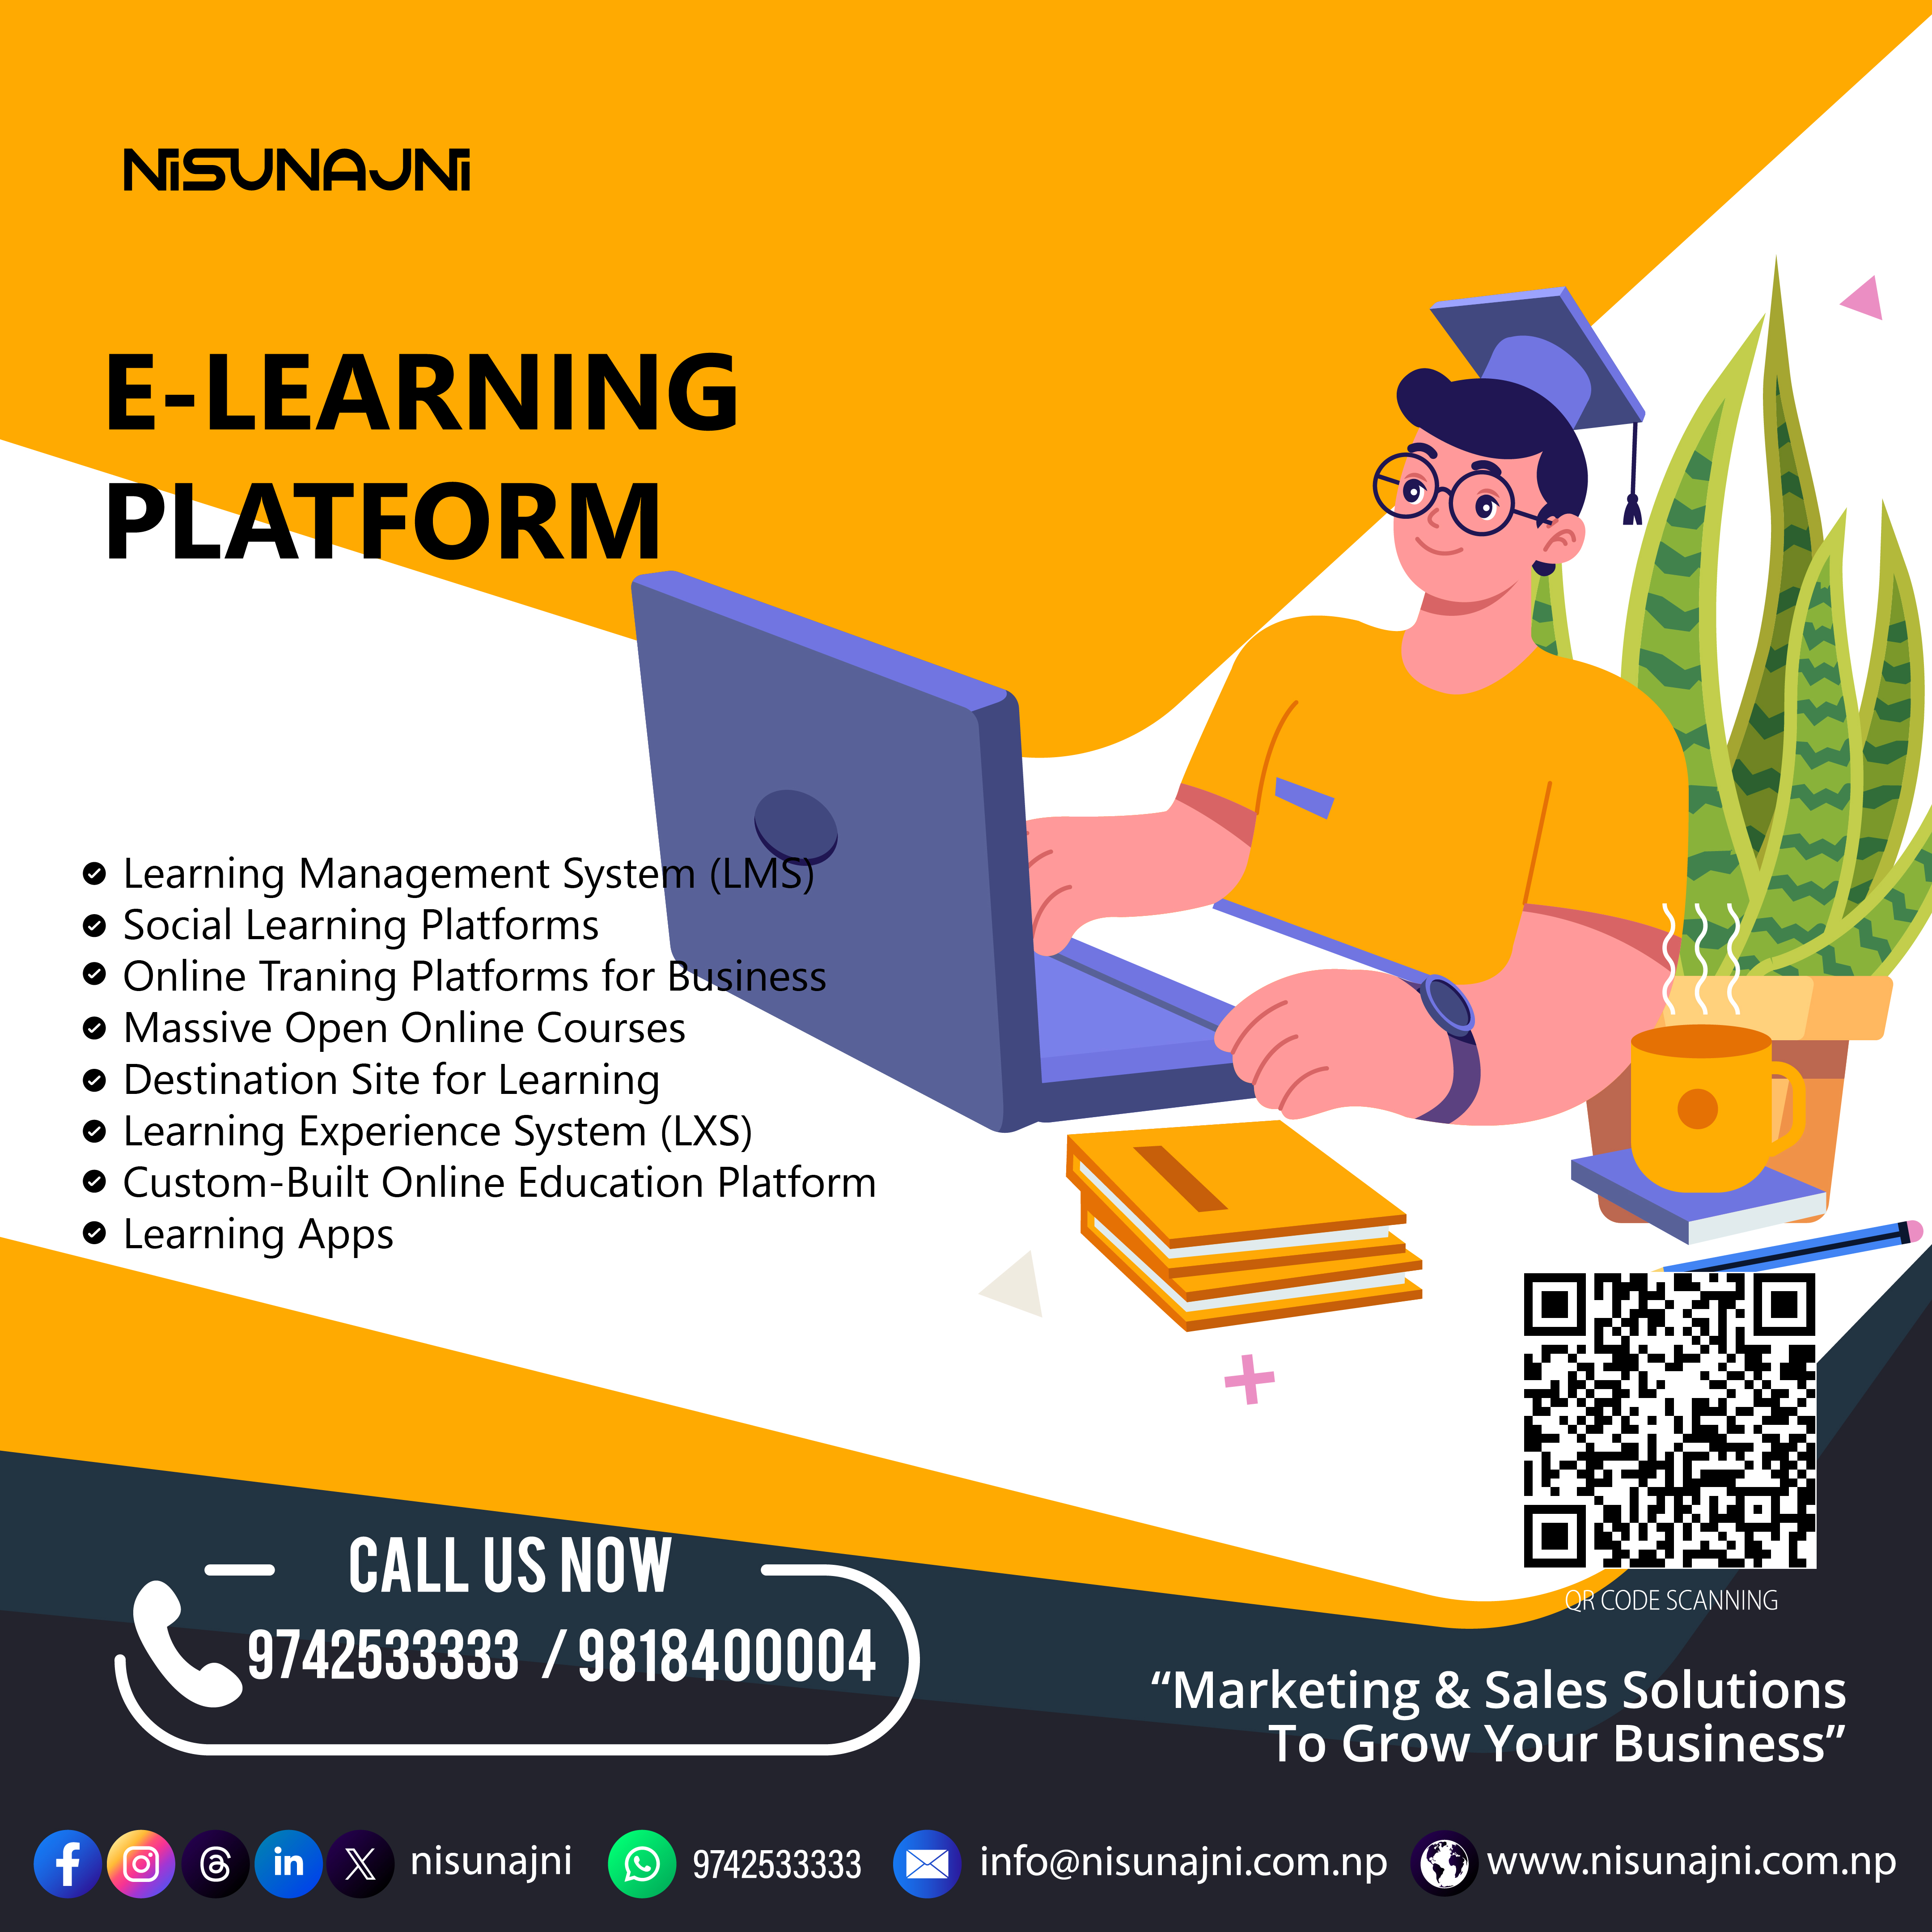 NiSUNAJNi
E-LEARNING
PLATFORM
Learning Management System (LMS)
Social Learning Platforms
Online Traning Platforms for Business
Massive Open Online Courses
Destination Site for Learning
Learning Experience System (LXS)
Custom-Built Online Education Platform
Learning Apps
QR CODE SCANNING
CALL US NOW
9742533333 / 9818400004
“Marketing & Sales Solutions
To Grow Your Business”
nisunajni 9742533333 info@nisunajni.com.np www.nisunajni.com.np